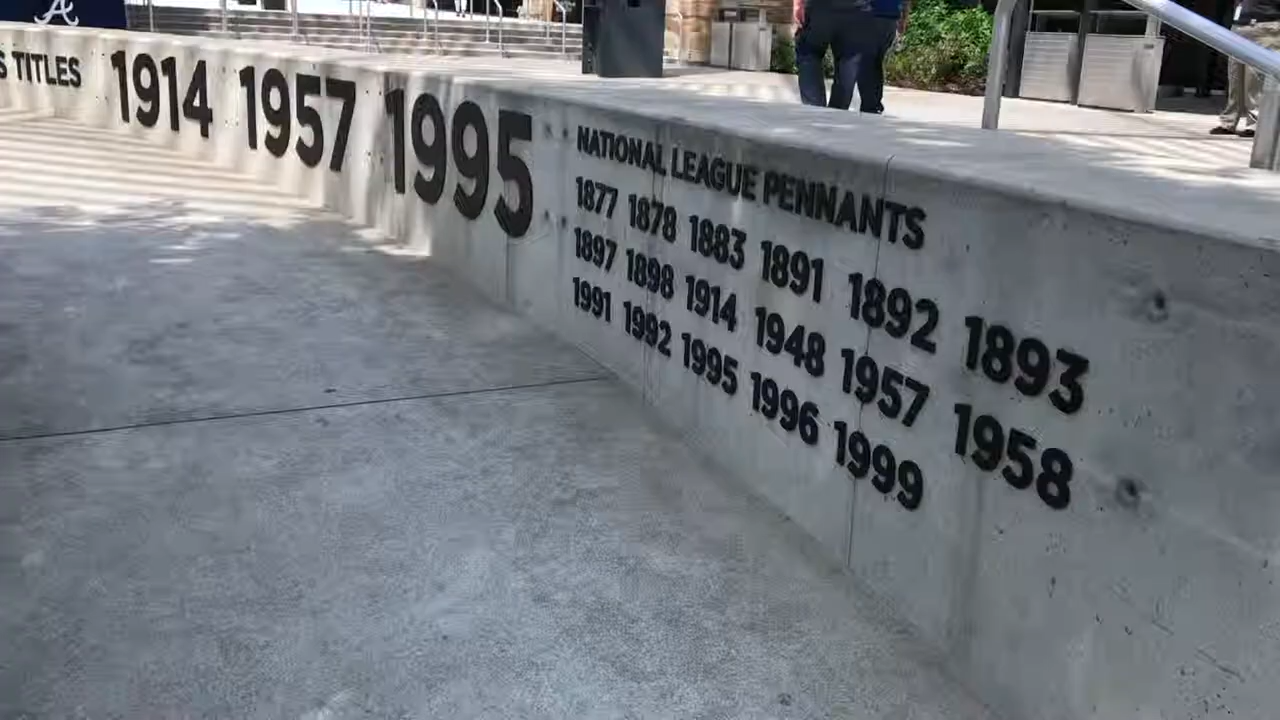 S TITLES
1914 1957 1995
NATIONAL LEAGUE PENNANTS
1877 1878 1883 1891 1892 1893
1897 1898 1914 1948 1957 1958
1991 1992 1995 1996 1999
A